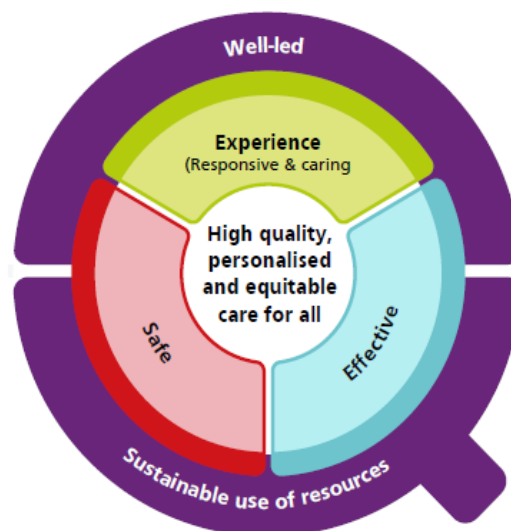 Well-led
Experience
(Responsive & caring
High quality,
personalised
and equitable
care for all
Safe
Effective
Sustainable use of resources